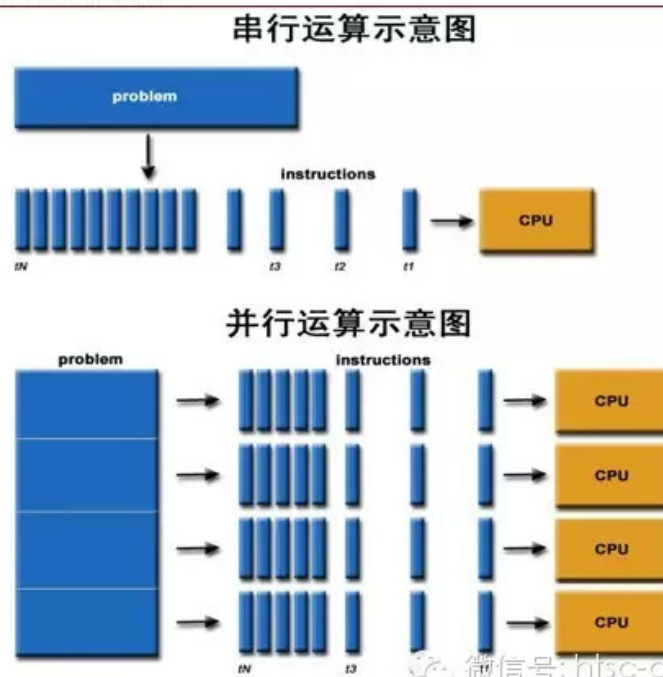 串行运算示意图
problem
instructions
CPU
tN t3 t2 t1
并行运算示意图
problem instructions
CPU
CPU
CPU
CPU
tN t3
微信号: